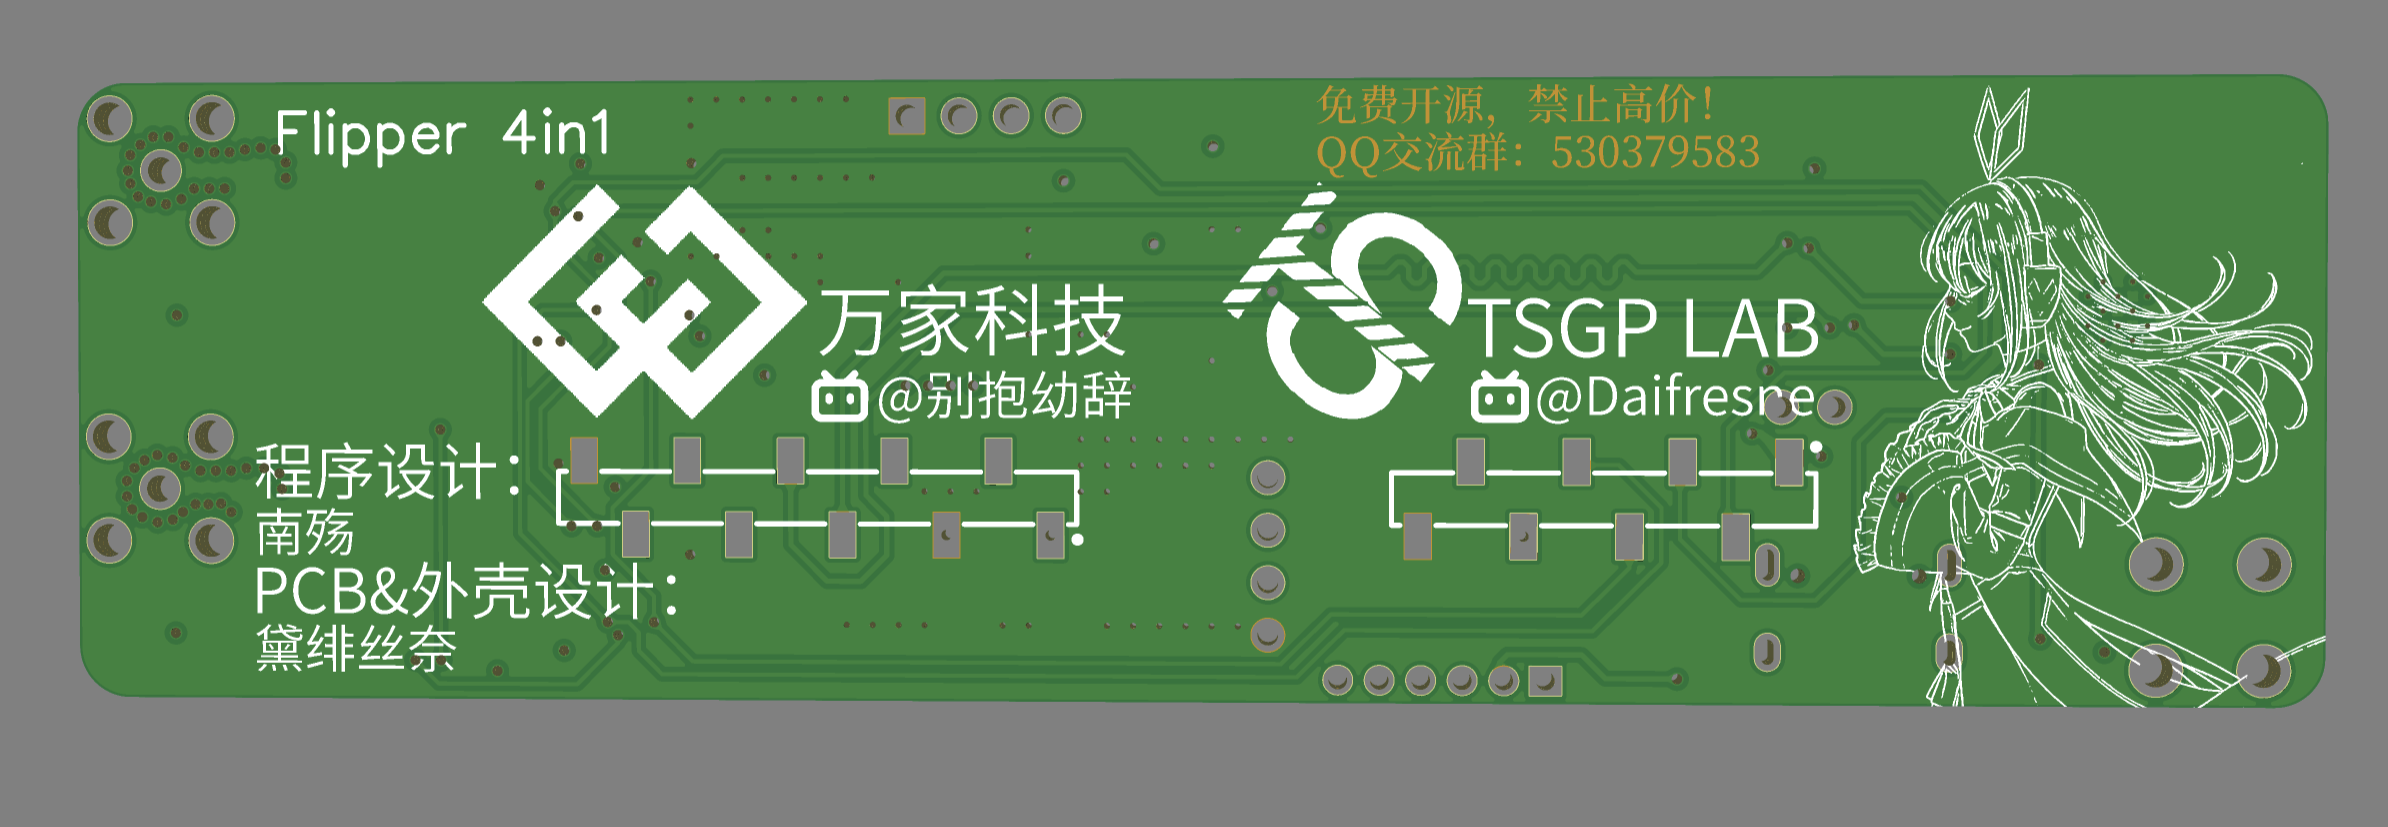 Flipper 4in1
免费开源，禁止高价！
QQ交流群：530379583
万家科技
@别抱幼辞
TSGP LAB
@Daifresne
程序设计：
南殇
PCB&外壳设计：
黛绯丝奈